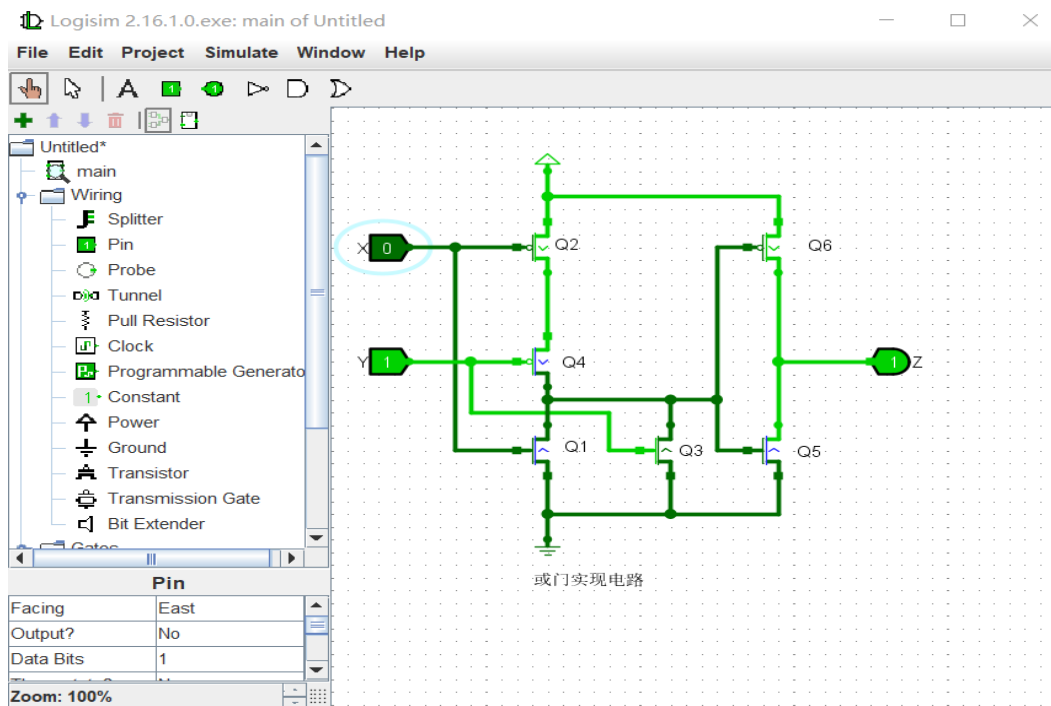 Logisim 2.16.1.0.exe: main of Untitled
File Edit Project Simulate Window Help
Untitled*
main
Wiring
Splitter
Pin
Probe
Tunnel
Pull Resistor
Clock
Programmable Generato
Constant
Power
Ground
Transistor
Transmission Gate
Bit Extender
Gates
Pin
Facing East
Output? No
Data Bits 1
Zoom: 100%
X 0
Q2
Q6
Y 1
Q4
1 Z
Q1
Q3
Q5
或门实现电路